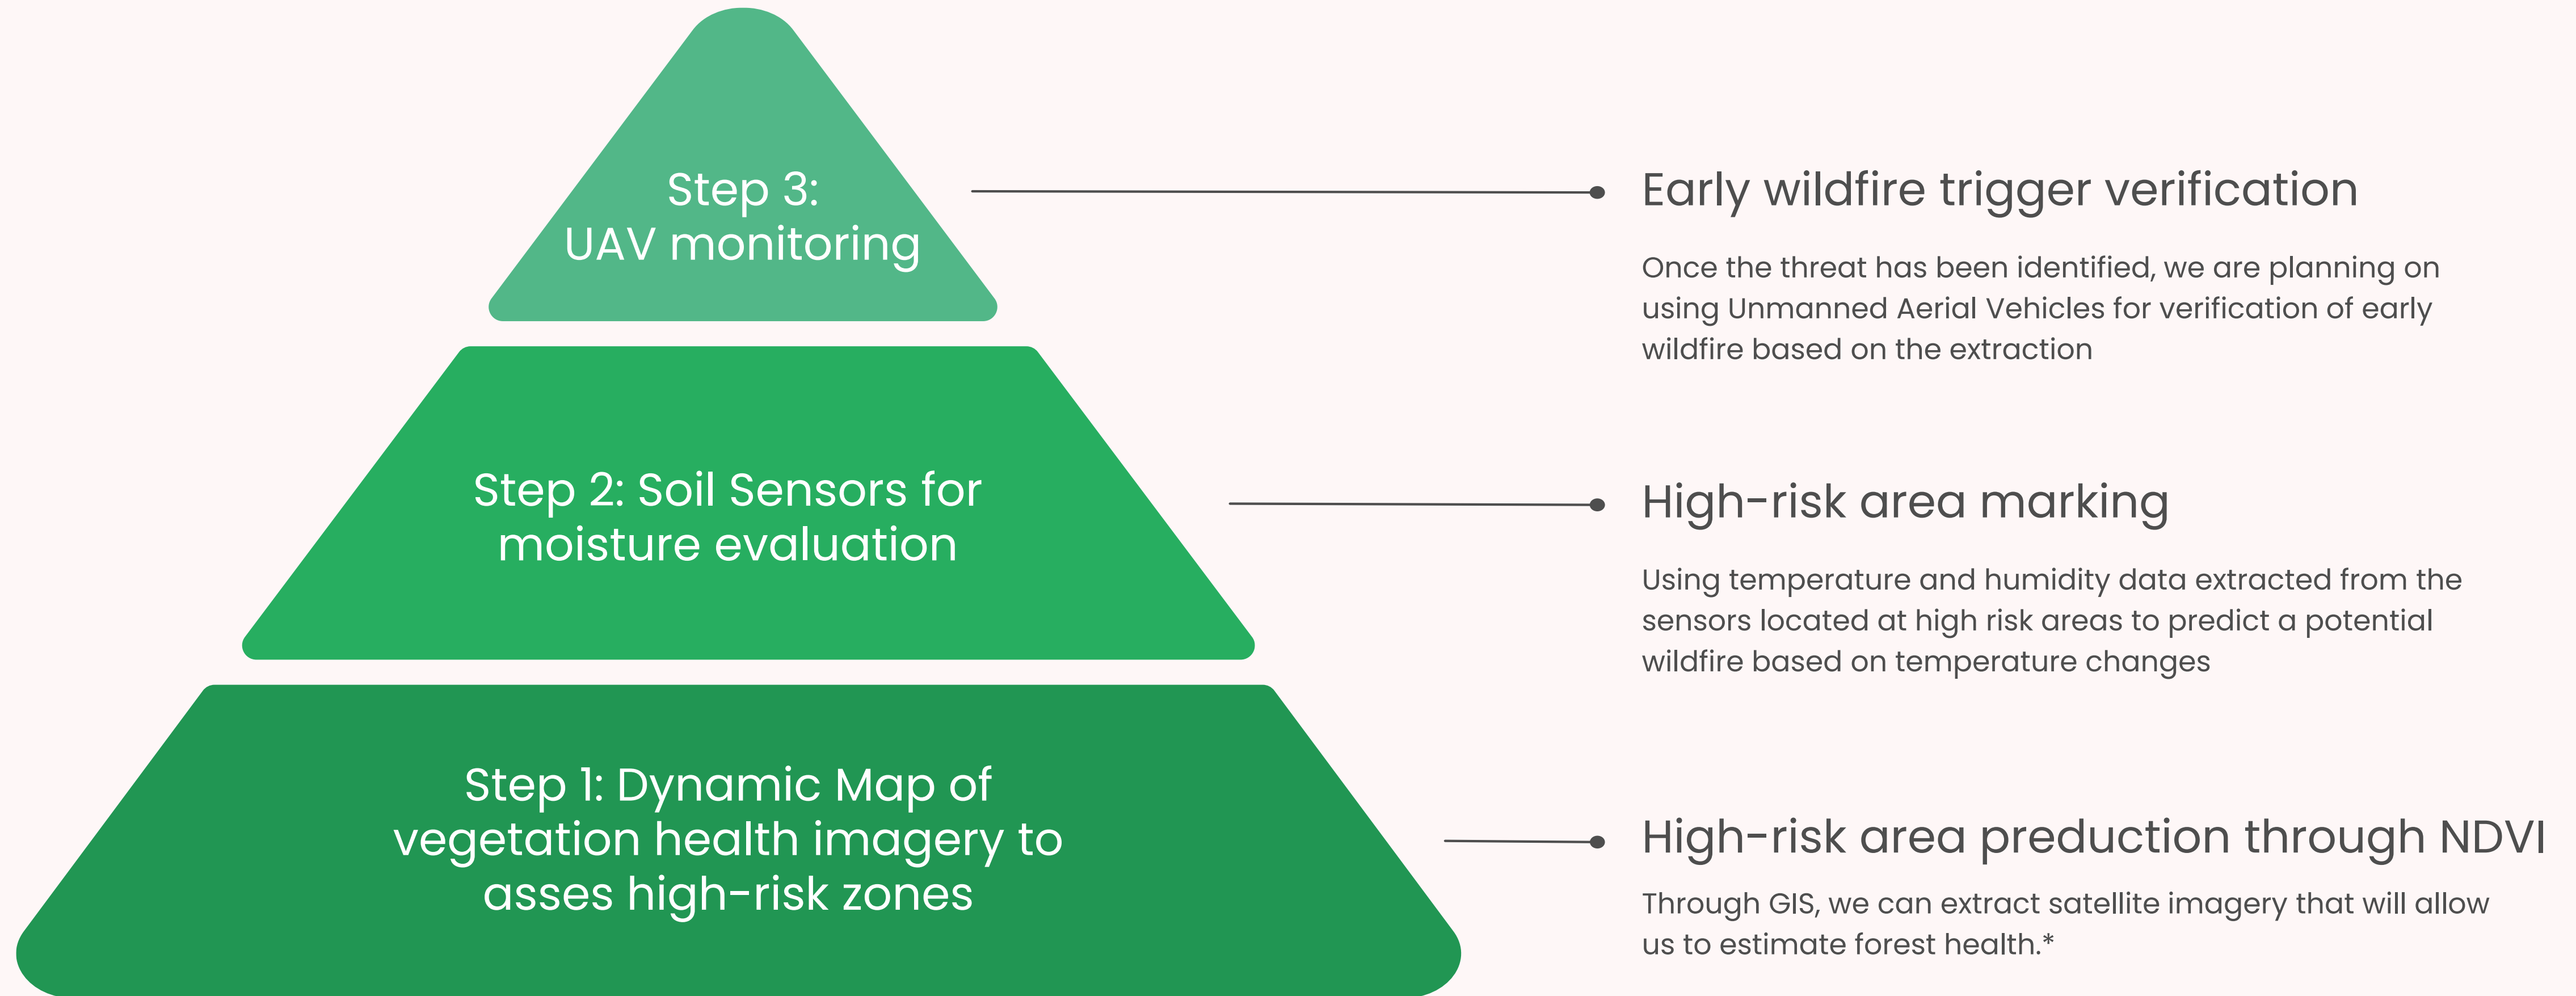 Step 3:
UAV monitoring
Early wildfire trigger verification
Once the threat has been identified, we are planning on
using Unmanned Aerial Vehicles for verification of early
wildfire based on the extraction
Step 2: Soil Sensors for
moisture evaluation
High-risk area marking
Using temperature and humidity data extracted from the
sensors located at high risk areas to predict a potential
wildfire based on temperature changes
Step 1: Dynamic Map of
vegetation health imagery to
asses high-risk zones
High-risk area prediction through NDVI
Through GIS, we can extract satellite imagery that will allow
us to estimate forest health.*